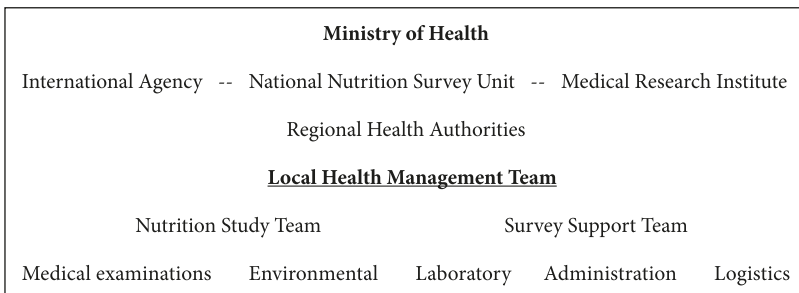 Ministry of Health
International Agency -- National Nutrition Survey Unit -- Medical Research Institute
Regional Health Authorities
Local Health Management Team
Nutrition Study Team Survey Support Team
Medical examinations Environmental Laboratory Administration Logistics